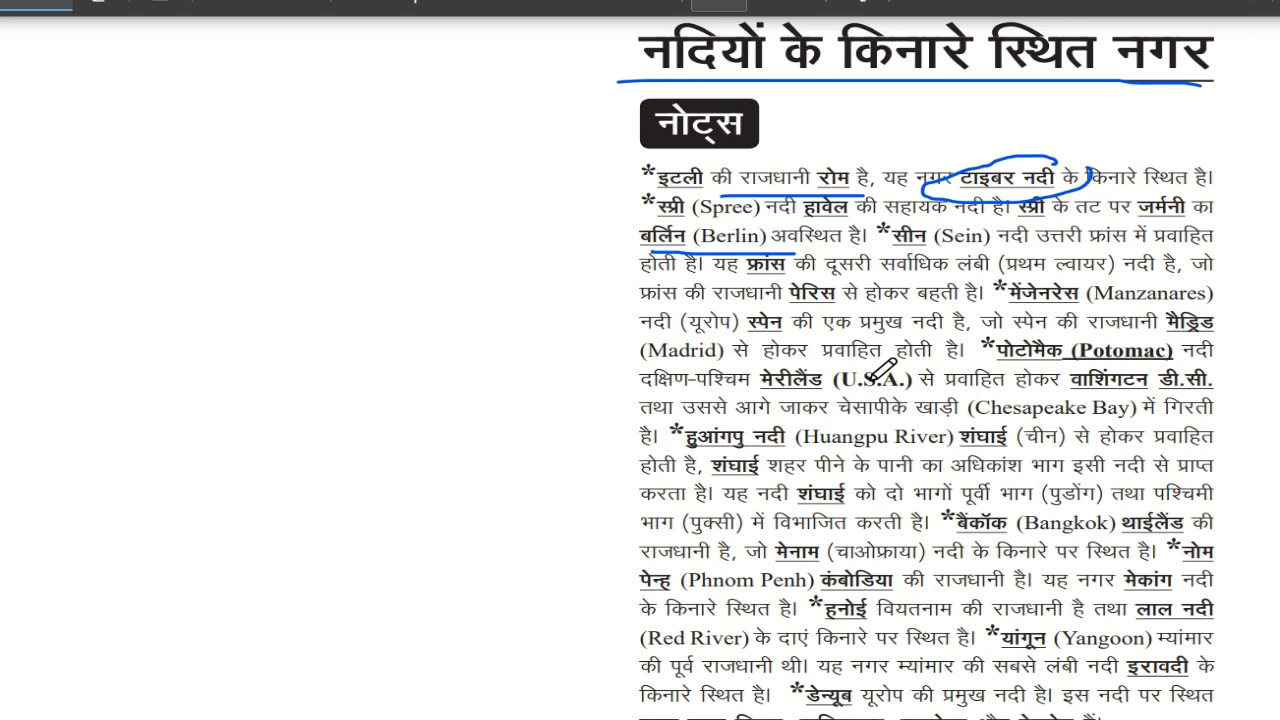 नदियों के किनारे स्थित नगर
नोट्स
*इटली की राजधानी रोम है, यह नगर टाइबर नदी के किनारे स्थित है।
*स्प्री (Spree) नदी हावेल की सहायक नदी है। स्प्री के तट पर जर्मनी का
बर्लिन (Berlin) अवस्थित है। *सीन (Sein) नदी उत्तरी फ्रांस में प्रवाहित
होती है। यह फ्रांस की दूसरी सर्वाधिक लंबी (प्रथम ल्वायर) नदी है, जो
फ्रांस की राजधानी पेरिस से होकर बहती है। *मेंजेनरेस (Manzanares)
नदी (यूरोप) स्पेन की एक प्रमुख नदी है, जो स्पेन की राजधानी मैड्रिड
(Madrid) से होकर प्रवाहित होती है। *पोटोमैक (Potomac) नदी
दक्षिण-पश्चिम मेरीलैंड (U.S.A.) से प्रवाहित होकर वाशिंगटन डी.सी.
तथा उससे आगे जाकर चेसापीके खाड़ी (Chesapeake Bay) में गिरती
है। *हुआंगपु नदी (Huangpu River) शंघाई (चीन) से होकर प्रवाहित
होती है, शंघाई शहर पीने के पानी का अधिकांश भाग इसी नदी से प्राप्त
करता है। यह नदी शंघाई को दो भागों पूर्वी भाग (पुडोंग) तथा पश्चिमी
भाग (पुक्सी) में विभाजित करती है। *बैंकॉक (Bangkok) थाईलैंड की
राजधानी है, जो मेनाम (चाओफ्राया) नदी के किनारे पर स्थित है। *नोम
पेन्ह (Phnom Penh) कंबोडिया की राजधानी है। यह नगर मेकांग नदी
के किनारे स्थित है। *हनोई वियतनाम की राजधानी है तथा लाल नदी
(Red River) के दाएं किनारे पर स्थित है। *यांगून (Yangoon) म्यांमार
की पूर्व राजधानी थी। यह नगर म्यांमार की सबसे लंबी नदी इरावदी के
किनारे स्थित है। *डेन्यूब यूरोप की प्रमुख नदी है। इस नदी पर स्थित